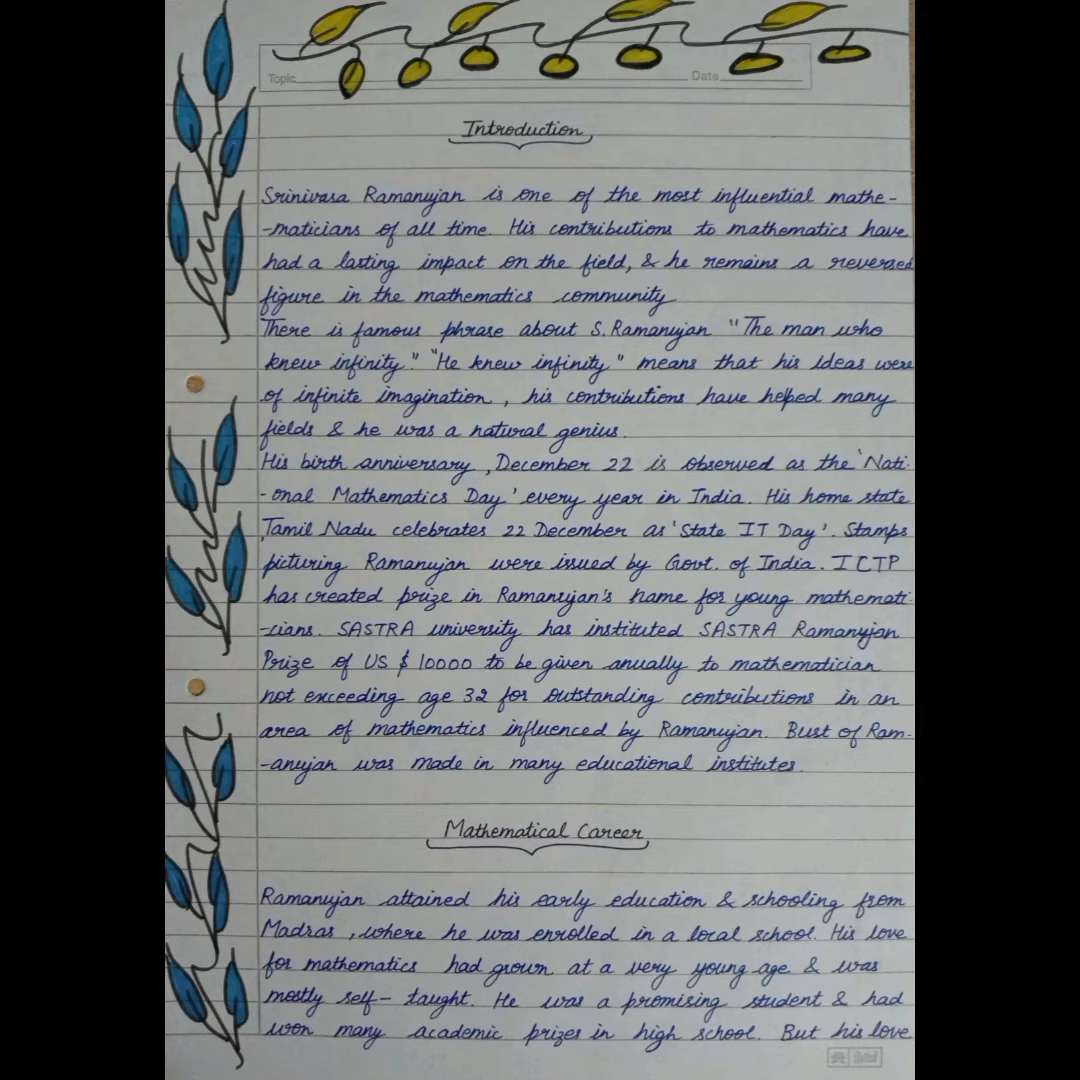 Topic Date
Introduction
Srinivasa Ramanujan is one of the most influential mathe-
-maticians of all time. His contributions to mathematics have
had a lasting impact on the field, & he remains a reversed
figure in the mathematics community
There is famous phrase about S. Ramanujan "The man who
knew infinity." "He knew infinity" means that his ideas were
of infinite imagination, his contributions have helped many
fields & he was a natural genius.
His birth anniversary, December 22 is observed as the 'Nati-
-onal Mathematics Day' every year in India. His home state
Tamil Nadu celebrates 22 December as 'State IT Day'. Stamps
picturing Ramanujan were issued by Govt. of India. ICTP
has created prize in Ramanujan's name for young mathemati-
-cians. SASTRA university has instituted SASTRA Ramanujan
Prize of US $ 10000 to be given anually to mathematician
not exceeding age 32 for outstanding contributions in an
area of mathematics influenced by Ramanujan. Bust of Ram-
-anujan was made in many educational institutes.
Mathematical Career
Ramanujan attained his early education & schooling from
Madras, where he was enrolled in a local school. His love
for mathematics had grown at a very young age & was
mostly self-taught. He was a promising student & had
won many academic prizes in high school. But his love